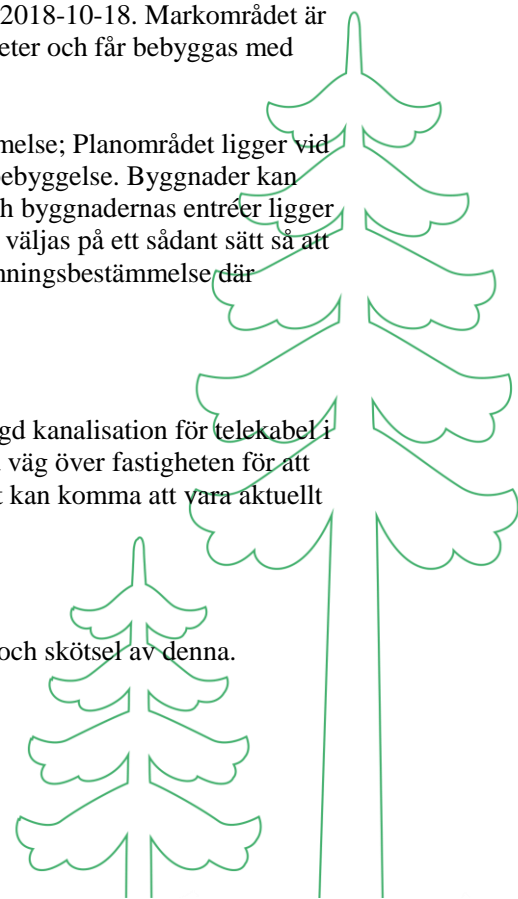 2018-10-18. Markområdet är
eter och får bebyggas med
melse; Planområdet ligger vid
ebyggelse. Byggnader kan
h byggnadernas entréer ligger
väljas på ett sådant sätt så att
nningsbestämmelse där
gd kanalisation för telekabel i
väg över fastigheten för att
t kan komma att vara aktuellt
och skötsel av denna.